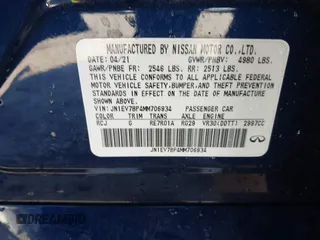 MANUFACTURED BY NISSAN MOTOR CO.,LTD.
DATE: 04/21 GVWR/PNBV: 4980 LBS.
GAWR/PNBE FR: 2546 LBS. RR: 2513 LBS.
THIS VEHICLE CONFORMS TO ALL APPLICABLE FEDERAL
MOTOR VEHICLE SAFETY, BUMPER, AND THEFT PREVENTION
STANDARDS IN EFFECT ON THE DATE OF MANUFACTURE
SHOWN ABOVE.
VIN: JN1EV7BP4MM706934 PASSENGER CAR
COLOR TRIM TRANS AXLE ENGINE
RCJ G RE7R01A RG29 VR30(DDTT) 2997CC
JN1EV7BP4MM706934
INFINITI